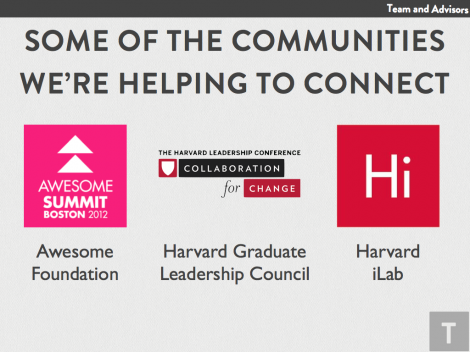 Team and Advisors
SOME OF THE COMMUNITIES
WE'RE HELPING TO CONNECT
AWESOME
SUMMIT
BOSTON 2012
THE HARVARD LEADERSHIP CONFERENCE
COLLABORATION
for CHANGE
Hi
Awesome
Foundation
Harvard Graduate
Leadership Council
Harvard
iLab
T